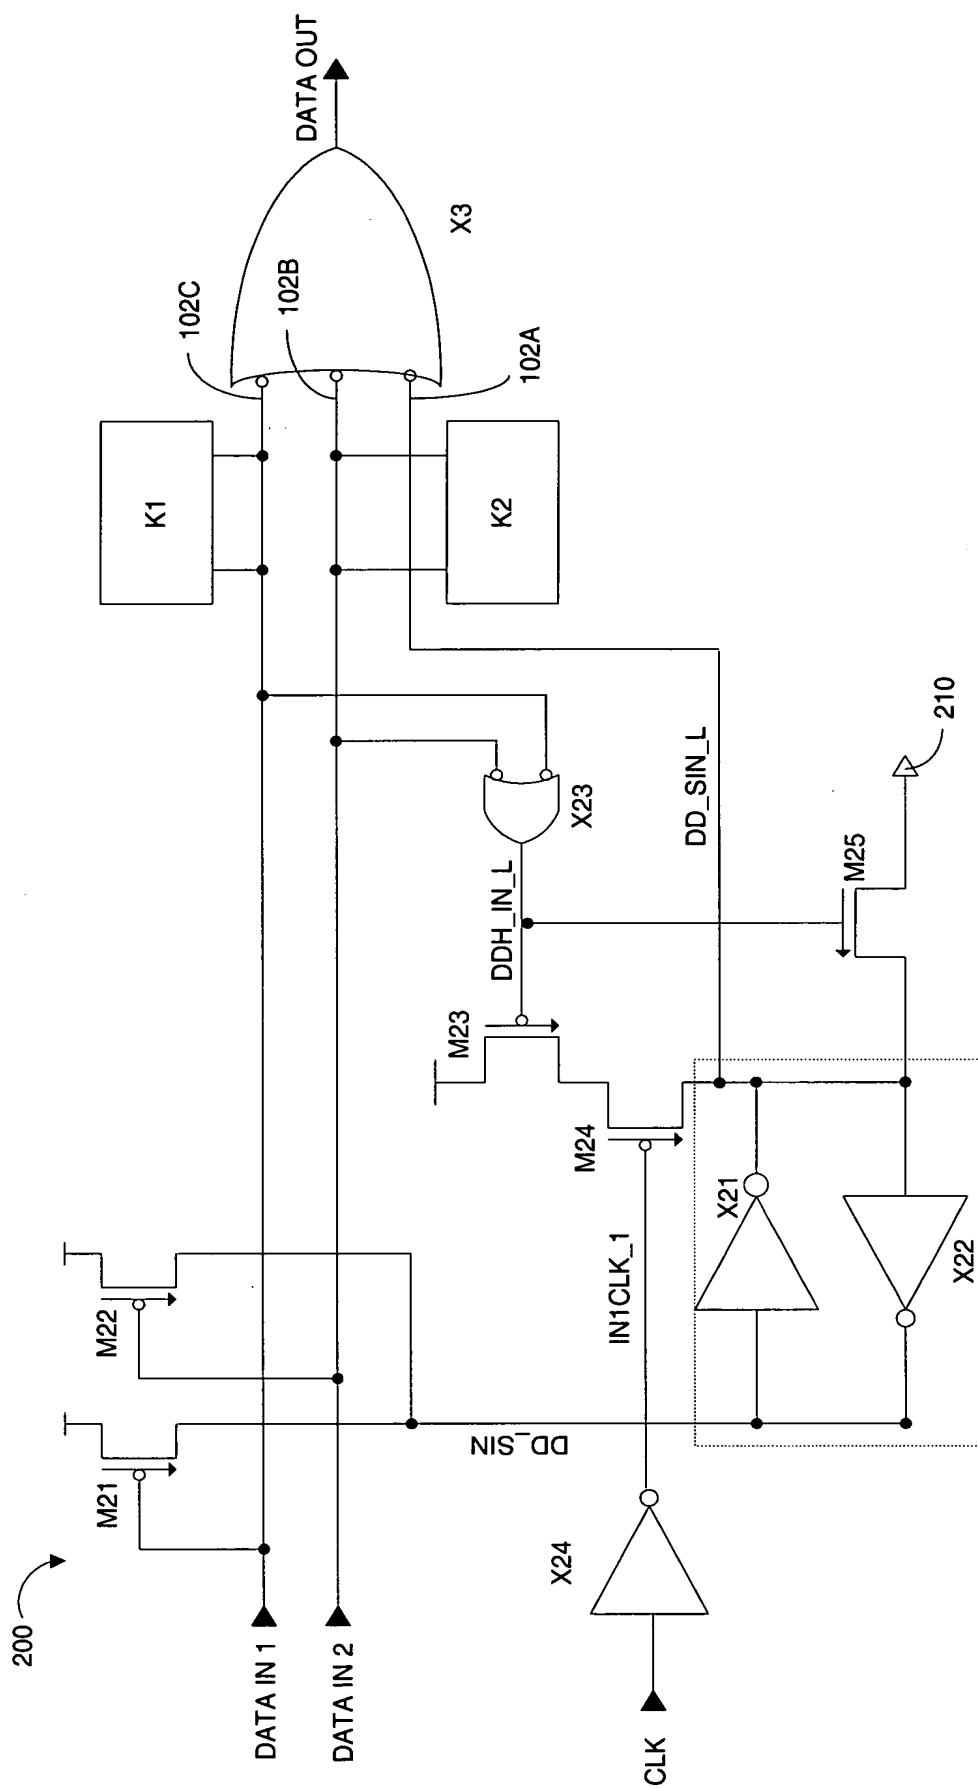 200
M21
M22
DATA IN 1
DATA IN 2
DD_SIN
CLK
X24
IN1CLK_1
M23
M24
X21
X22
DDH_IN_L
X23
M25
210
DD_SIN_L
K1
K2
102C
102B
102A
X3
DATA OUT